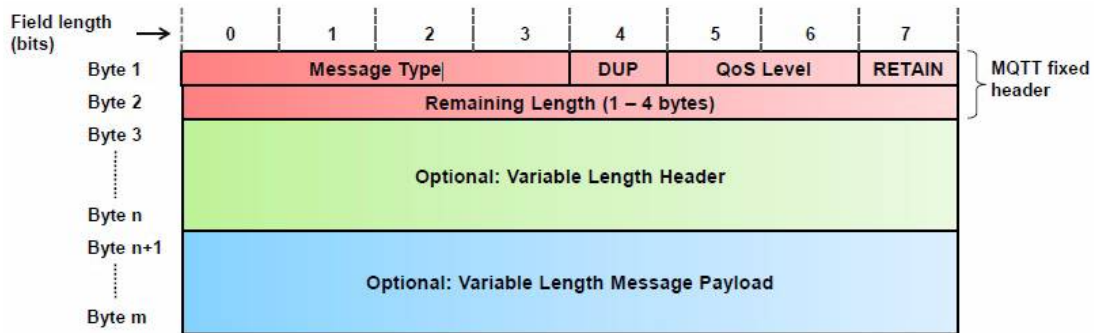 Field length
(bits)
0 1 2 3 4 5 6 7
Byte 1 Message Type DUP QoS Level RETAIN MQTT fixed
header
Byte 2 Remaining Length (1 – 4 bytes)
Byte 3
Optional: Variable Length Header
Byte n
Byte n+1
Optional: Variable Length Message Payload
Byte m